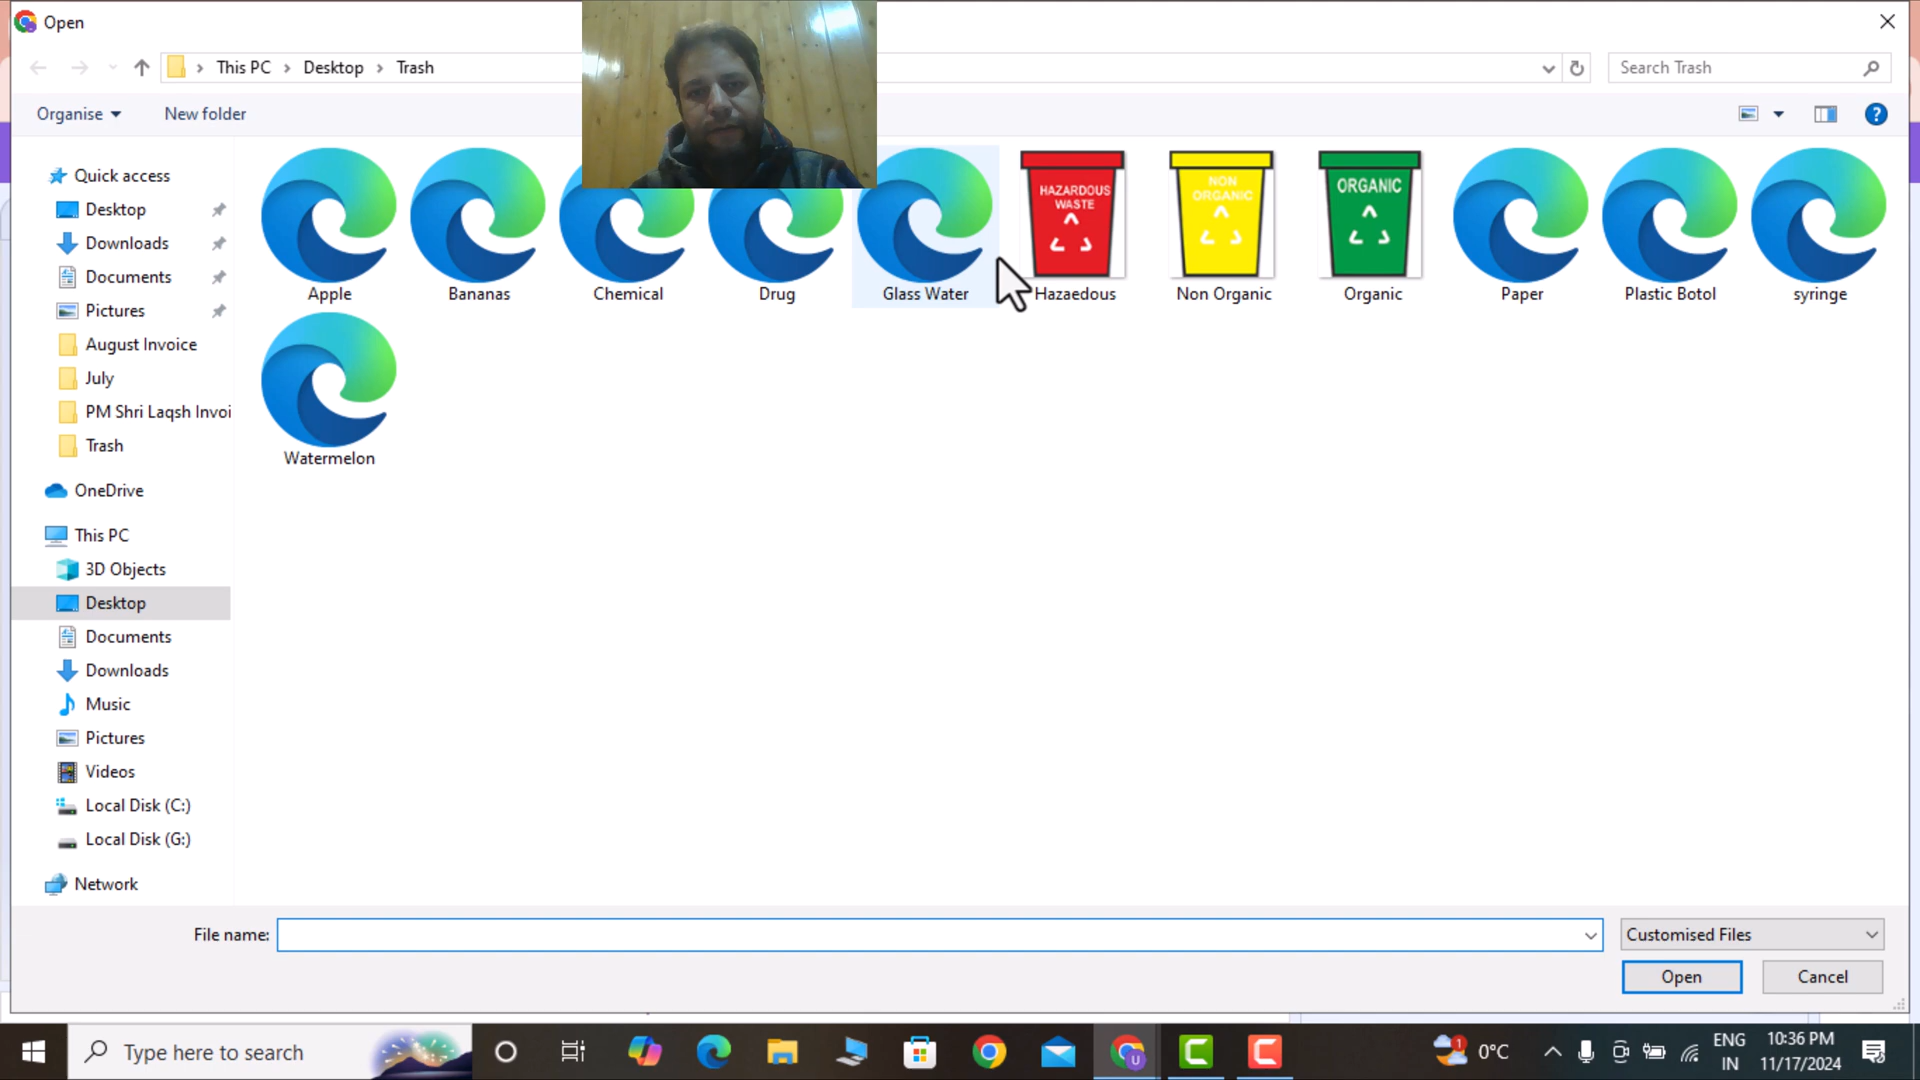 Open
This PC > Desktop > Trash
Search Trash
Organise
New folder
Quick access
Desktop
Downloads
Documents
Pictures
August Invoice
July
PM Shri Laqsh Invoi
Trash
OneDrive
This PC
3D Objects
Desktop
Documents
Downloads
Music
Pictures
Videos
Local Disk (C:)
Local Disk (G:)
Network
HAZARDOUS
WASTE
NON
ORGANIC
ORGANIC
Apple
Bananas
Chemical
Drug
Glass Water
Hazaedous
Non Organic
Organic
Paper
Plastic Botol
syringe
Watermelon
File name:
Customised Files
Open
Cancel
Type here to search
U
1
0°C
ENG
IN
10:36 PM
11/17/2024